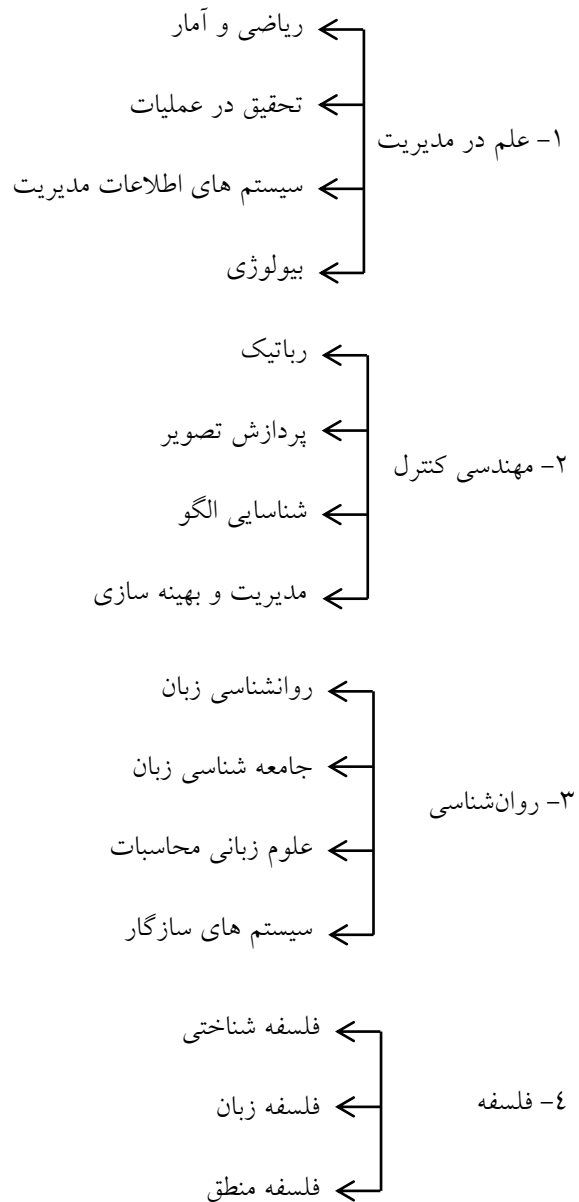 ۱- علم در مدیریت
ریاضی و آمار
تحقیق در عملیات
سیستم های اطلاعات مدیریت
بیولوژی
۲- مهندسی کنترل
رباتیک
پردازش تصویر
شناسایی الگو
مدیریت و بهینه سازی
۳- روان‌شناسی
روانشناسی زبان
جامعه شناسی زبان
علوم زبانی محاسبات
سیستم های سازگار
٤- فلسفه
فلسفه شناختی
فلسفه زبان
فلسفه منطق